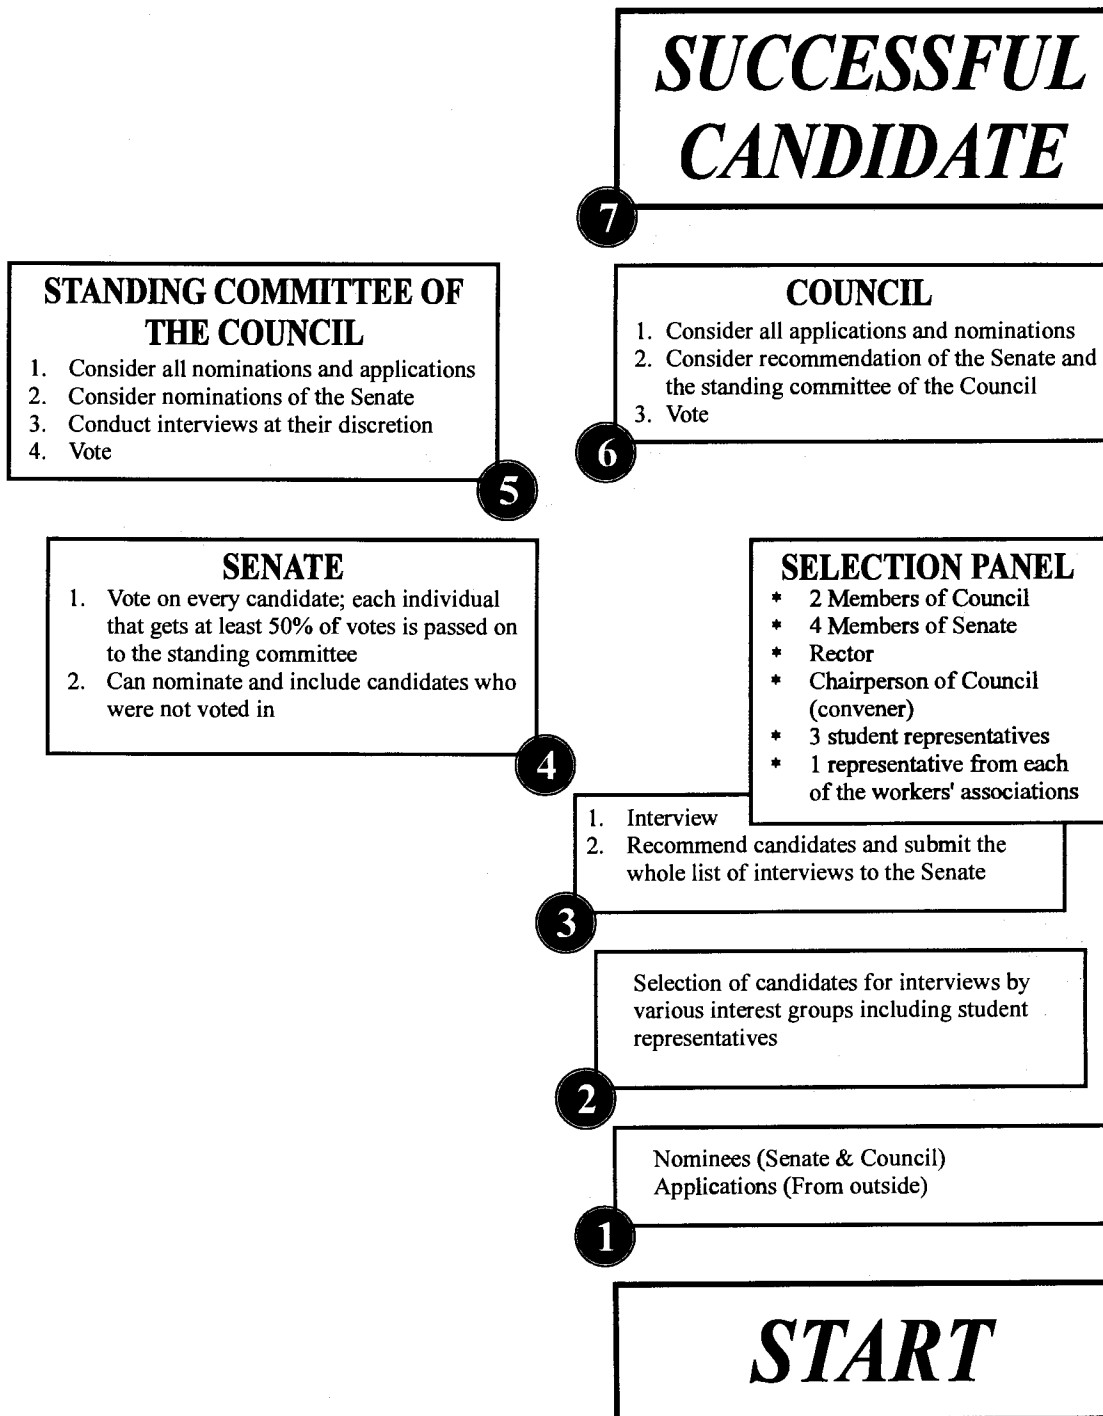 SUCCESSFUL
CANDIDATE
7
STANDING COMMITTEE OF
THE COUNCIL
1. Consider all nominations and applications
2. Consider nominations of the Senate
3. Conduct interviews at their discretion
4. Vote
5
COUNCIL
1. Consider all applications and nominations
2. Consider recommendation of the Senate and
the standing committee of the Council
3. Vote
6
SENATE
1. Vote on every candidate; each individual
that gets at least 50% of votes is passed on
to the standing committee
2. Can nominate and include candidates who
were not voted in
4
SELECTION PANEL
* 2 Members of Council
* 4 Members of Senate
* Rector
* Chairperson of Council
(convener)
* 3 student representatives
* 1 representative from each
of the workers' associations
1. Interview
2. Recommend candidates and submit the
whole list of interviews to the Senate
3
Selection of candidates for interviews by
various interest groups including student
representatives
2
Nominees (Senate & Council)
Applications (From outside)
1
START